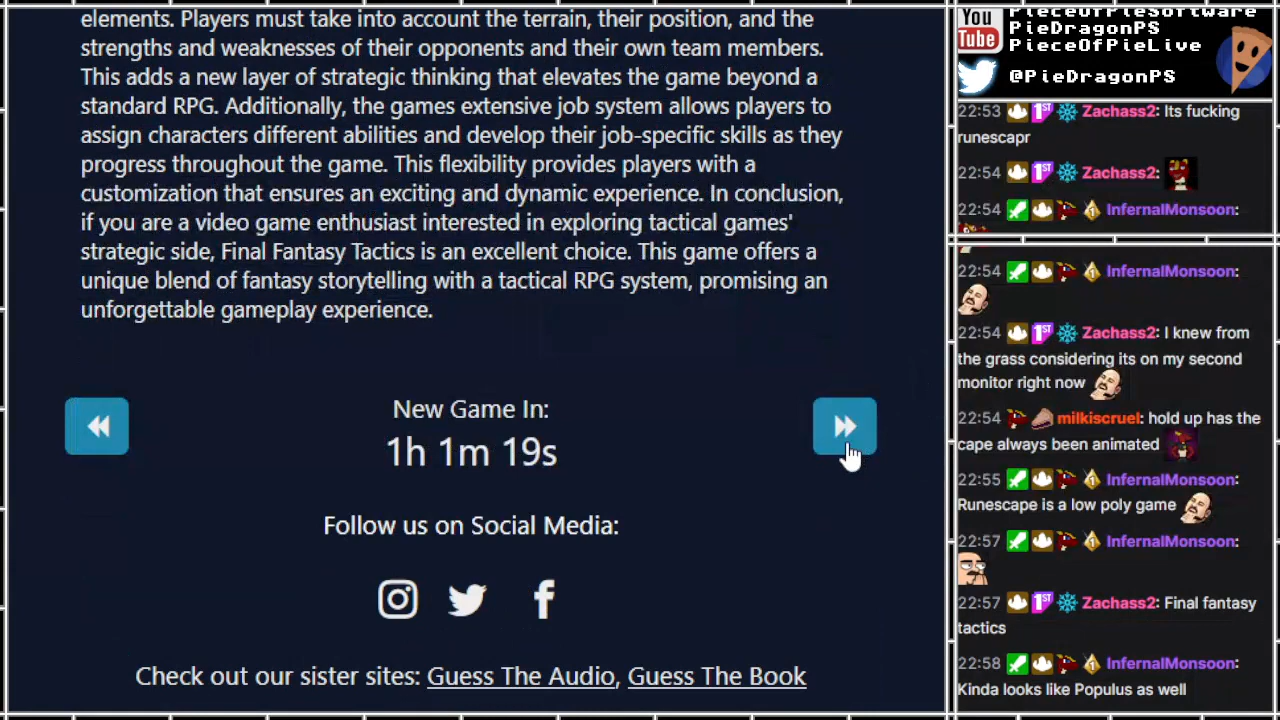 elements. Players must take into account the terrain, their position, and the
strengths and weaknesses of their opponents and their own team members.
This adds a new layer of strategic thinking that elevates the game beyond a
standard RPG. Additionally, the games extensive job system allows players to
assign characters different abilities and develop their job-specific skills as they
progress throughout the game. This flexibility provides players with a
customization that ensures an exciting and dynamic experience. In conclusion,
if you are a video game enthusiast interested in exploring tactical games'
strategic side, Final Fantasy Tactics is an excellent choice. This game offers a
unique blend of fantasy storytelling with a tactical RPG system, promising an
unforgettable gameplay experience.
New Game In:
1h 1m 19s
Follow us on Social Media:
Check out our sister sites: Guess The Audio, Guess The Book
You
Tube
PieceOfPieSoftware
PieDragonPS
PieceOfPieLive
@PieDragonPS
22:53 1ST Zachass2: Its fucking
runescapr
22:54 1ST Zachass2:
22:54 InfernalMonsoon:
22:54 InfernalMonsoon:
22:54 1ST Zachass2: I knew from
the grass considering its on my second
monitor right now
22:54 milkiscruel: hold up has the
cape always been animated
22:55 InfernalMonsoon:
Runescape is a low poly game
22:57 InfernalMonsoon:
22:57 1ST Zachass2: Final fantasy
tactics
22:58 InfernalMonsoon:
Kinda looks like Populus as well